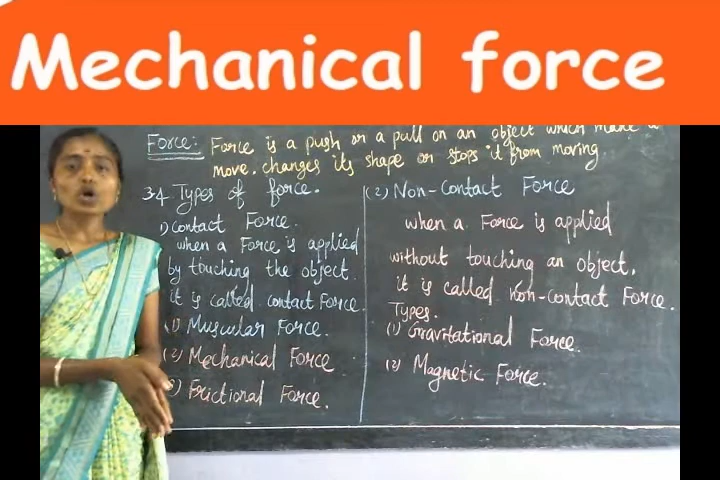 Mechanical force
Force: Force is a push or a pull on an object which make
move. changes its shape or stops it from moving.
3.4 Types of force.
1) Contact Force.
when a Force is applied
by touching the object.
it is called contact Force.
(1) Muscular Force.
(2) Mechanical Force
) Frictional Force.
(2) Non-Contact Force
when a Force is applied
without touching an object.
it is called Non-contact Force.
Types.
(1) Gravitational Force.
(2) Magnetic Force.